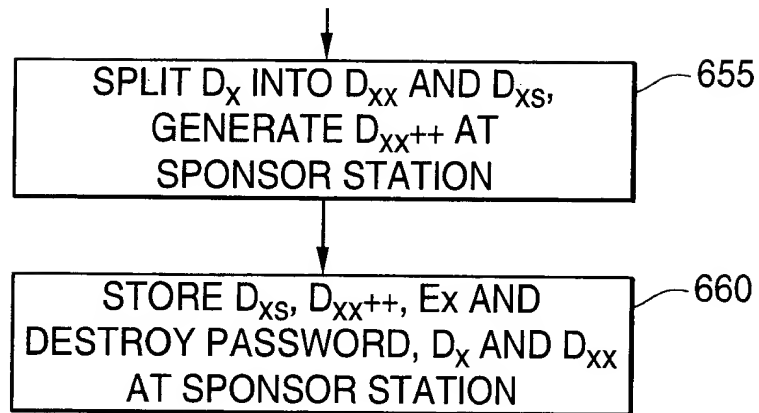 SPLIT DX INTO DXX AND DXS,
GENERATE DXX++ AT
SPONSOR STATION
655
STORE DXS, DXX++, Ex AND
DESTROY PASSWORD, DX AND DXX
AT SPONSOR STATION
660